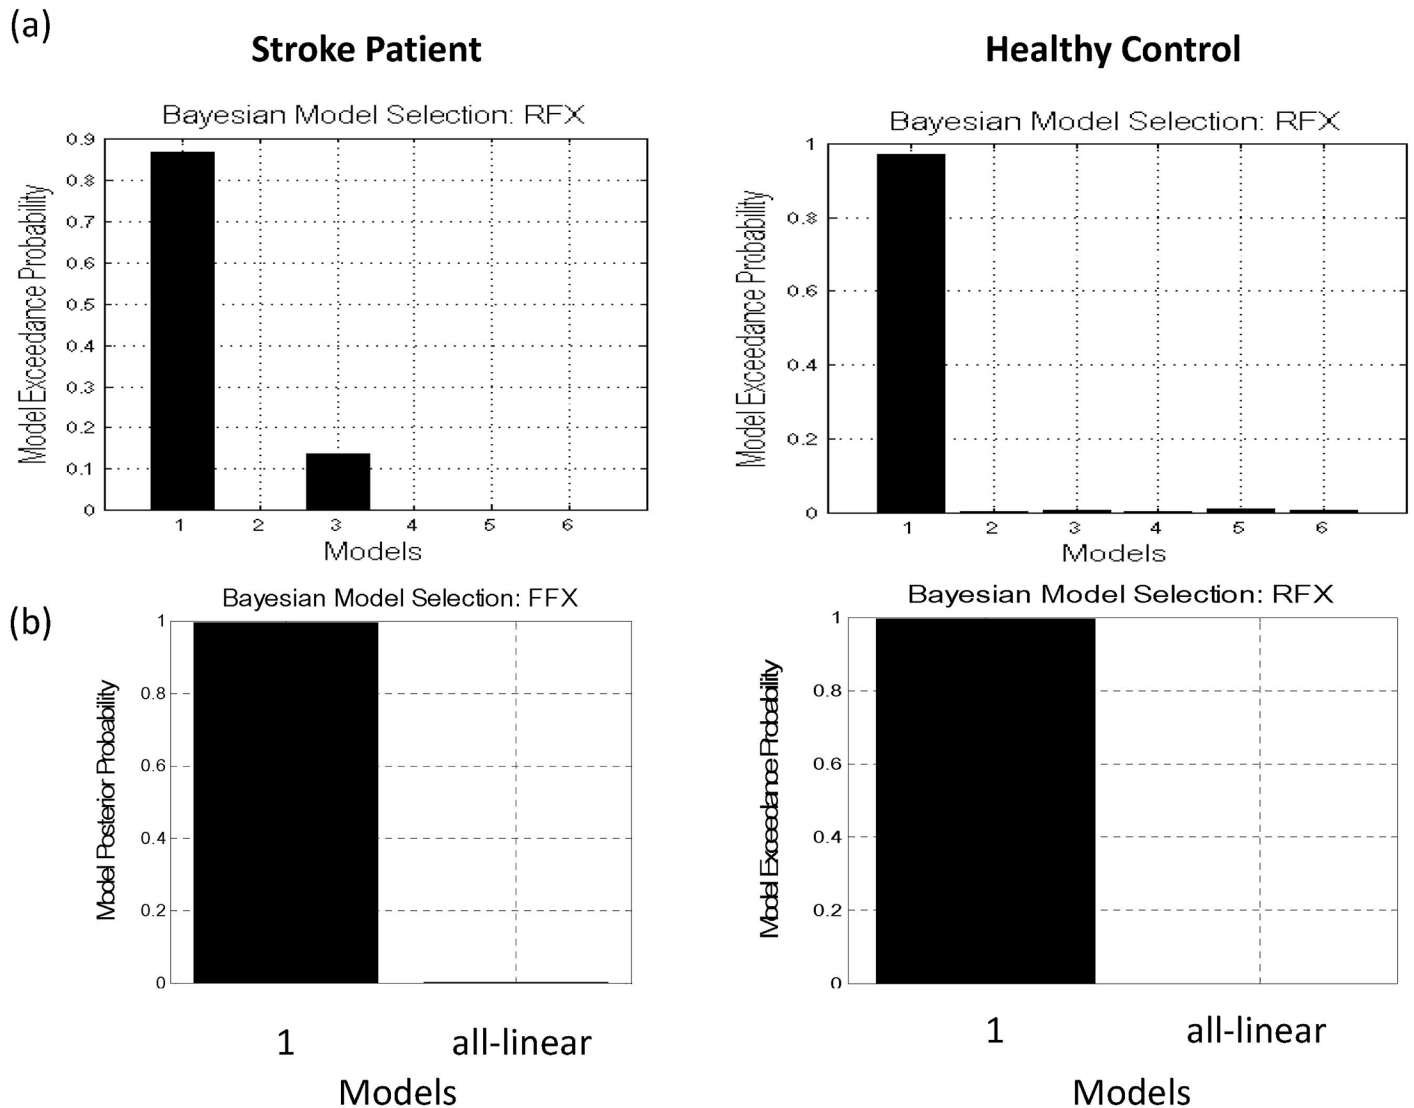 (a)
Stroke Patient
Healthy Control
Bayesian Model Selection: RFX
Model Exceedance Probability
0.9
0.8
0.7
0.6
0.5
0.4
0.3
0.2
0.1
0
1 2 3 4 5 6
Models
Bayesian Model Selection: RFX
Model Exceedance Probability
1
0.8
0.6
0.4
0.2
0
1 2 3 4 5 6
Models
(b)
Bayesian Model Selection: FFX
Model Posterior Probability
1
0.8
0.6
0.4
0.2
0
1 all-linear
Models
Bayesian Model Selection: RFX
Model Exceedance Probability
1
0.8
0.6
0.4
0.2
0
1 all-linear
Models